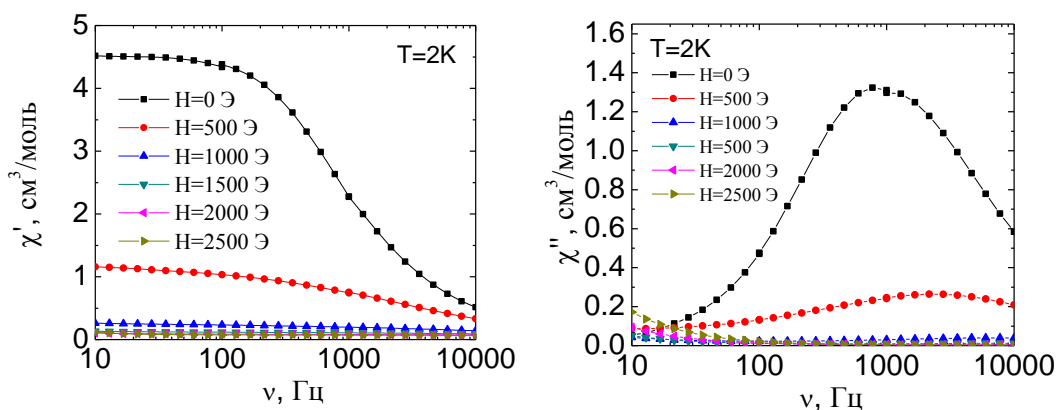 5
4
3
2
1
0
10
100
1000
10000
χ', см³/моль
ν, Гц
T=2K
H=0 Э
H=500 Э
H=1000 Э
H=1500 Э
H=2000 Э
H=2500 Э
1.6
1.4
1.2
1.0
0.8
0.6
0.4
0.2
0.0
10
100
1000
10000
χ'', см³/моль
ν, Гц
T=2K
H=0 Э
H=500 Э
H=1000 Э
H=500 Э
H=2000 Э
H=2500 Э